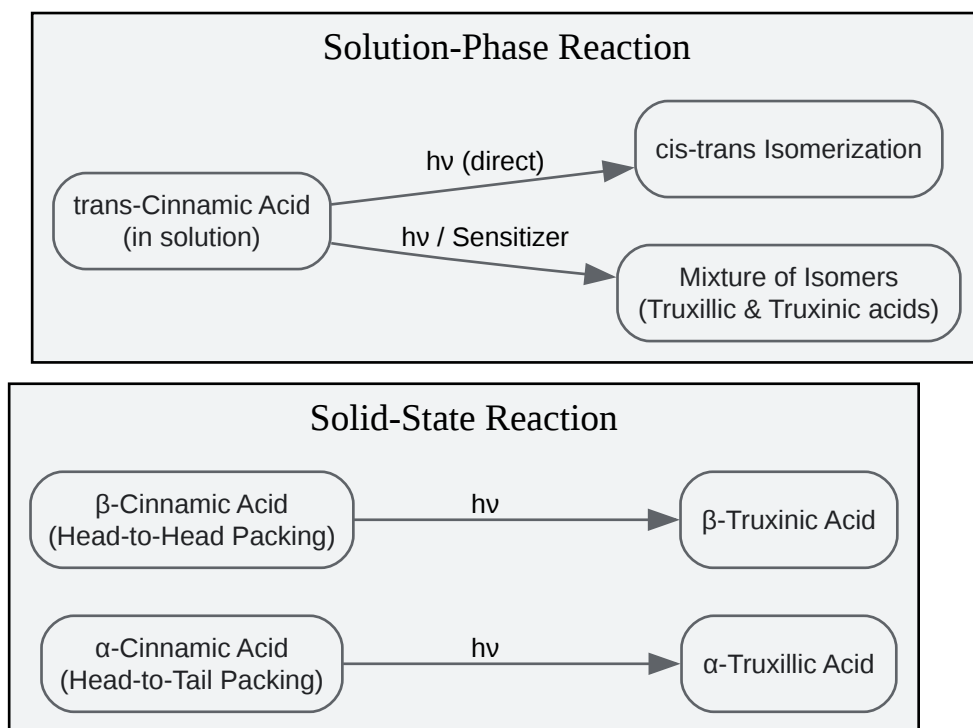 Solution-Phase Reaction
hν (direct)
cis-trans Isomerization
trans-Cinnamic Acid
(in solution)
hν / Sensitizer
Mixture of Isomers
(Truxillic & Truxinic acids)
Solid-State Reaction
β-Cinnamic Acid
(Head-to-Head Packing)
hν
β-Truxinic Acid
α-Cinnamic Acid
(Head-to-Tail Packing)
hν
α-Truxillic Acid